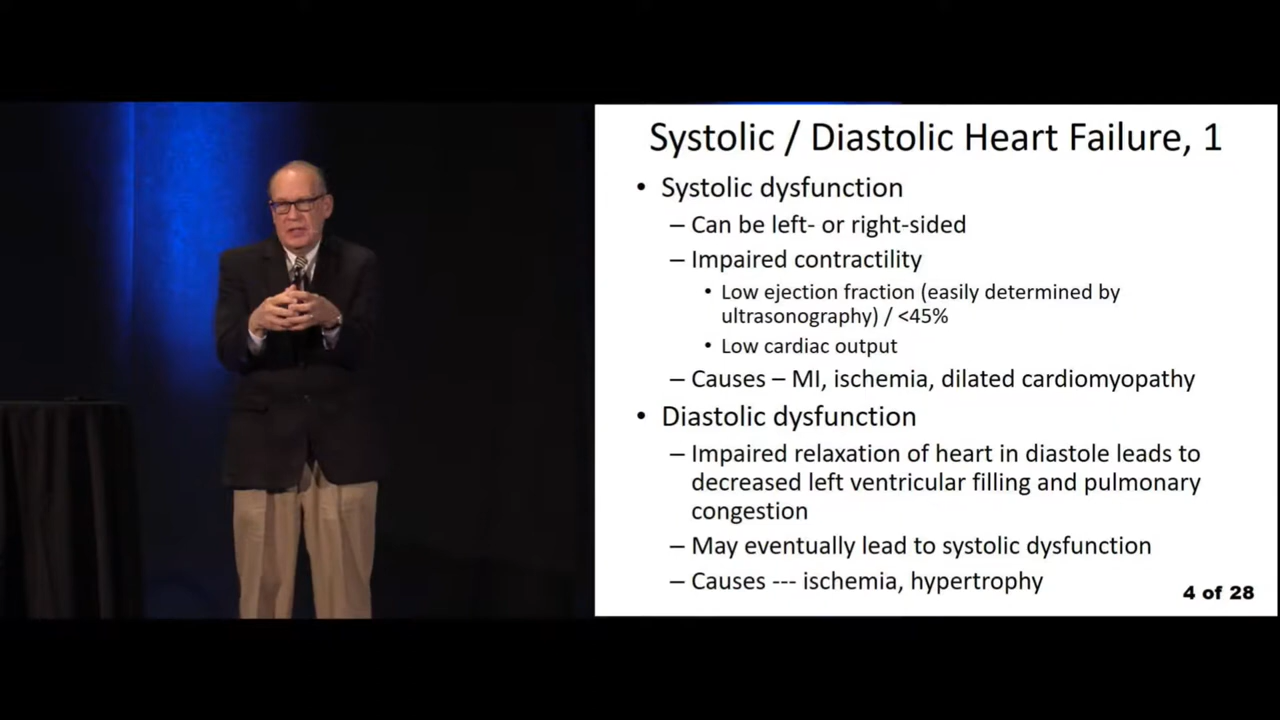 Systolic / Diastolic Heart Failure, 1
• Systolic dysfunction
– Can be left- or right-sided
– Impaired contractility
• Low ejection fraction (easily determined by
ultrasonography) / <45%
• Low cardiac output
– Causes – MI, ischemia, dilated cardiomyopathy
• Diastolic dysfunction
– Impaired relaxation of heart in diastole leads to
decreased left ventricular filling and pulmonary
congestion
– May eventually lead to systolic dysfunction
– Causes --- ischemia, hypertrophy
4 of 28